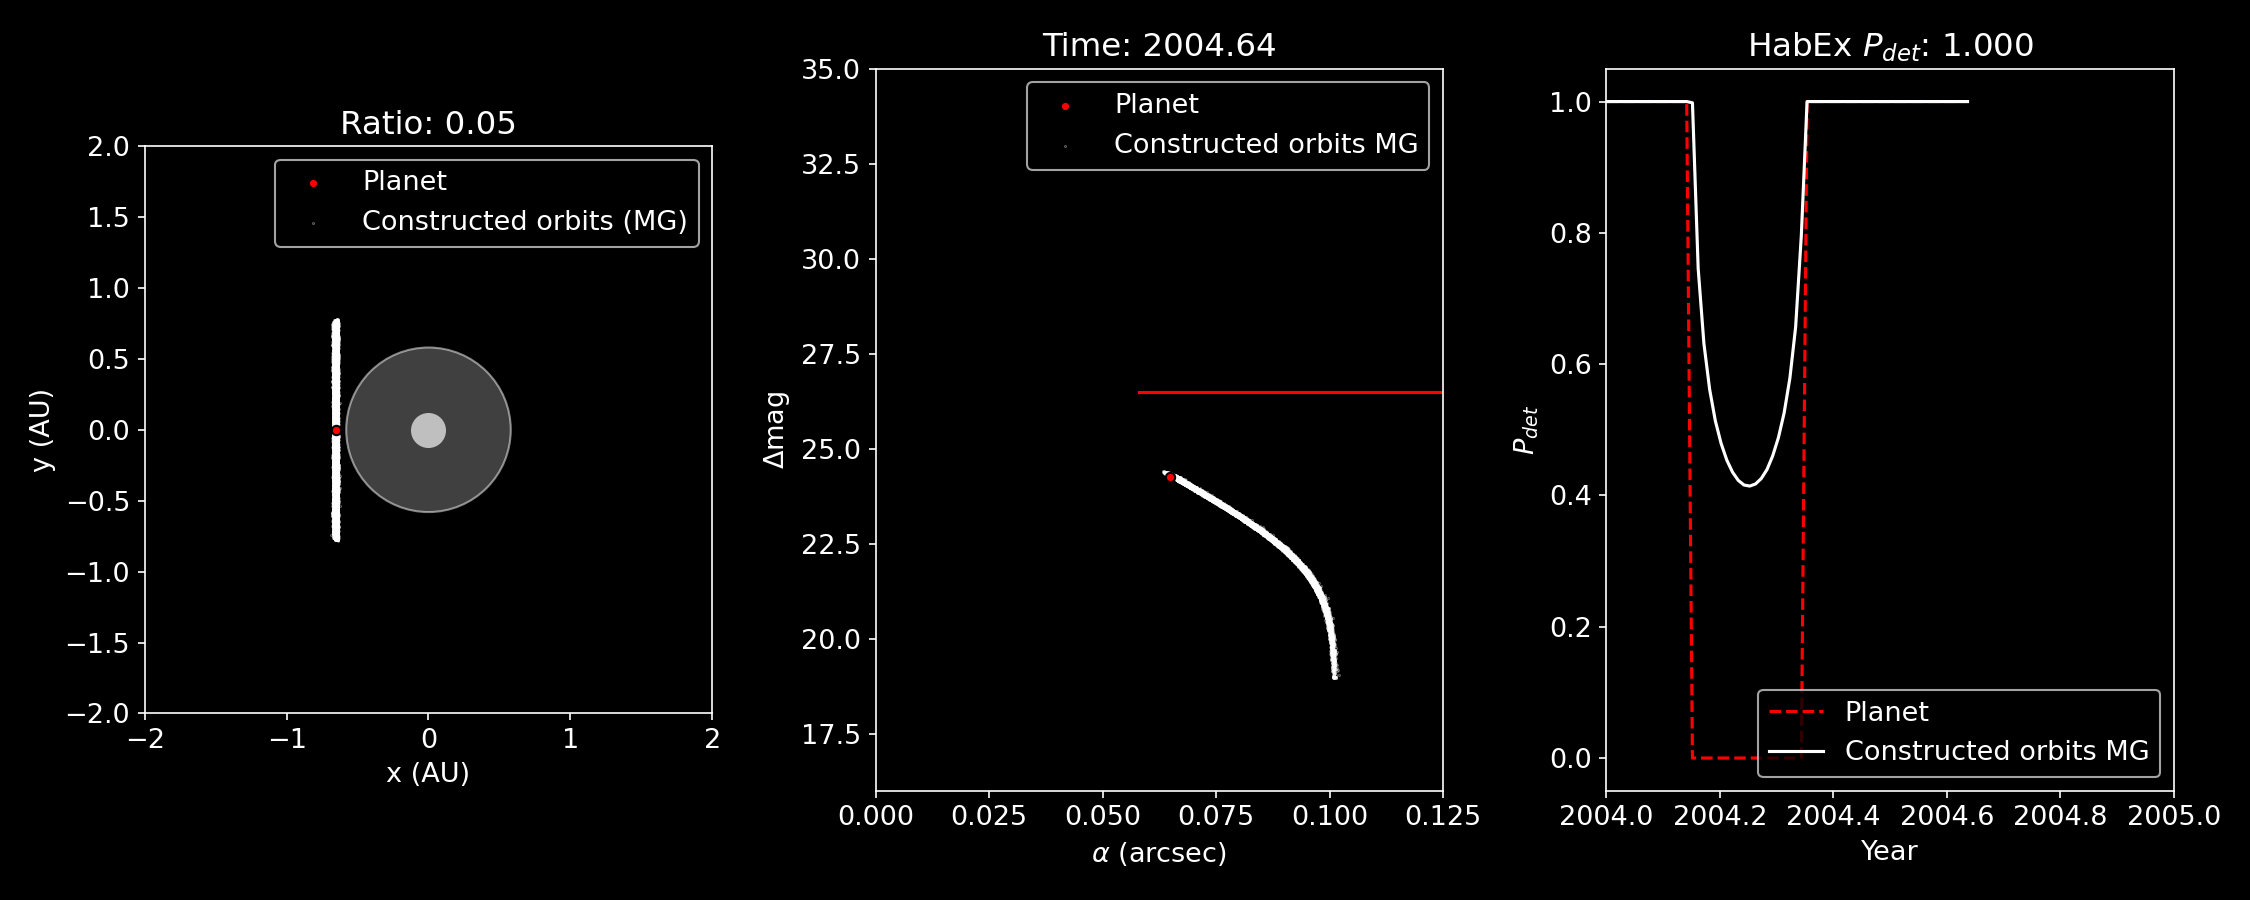 Ratio: 0.05
Planet
Constructed orbits (MG)
2.0
1.5
1.0
0.5
0.0
−0.5
−1.0
−1.5
−2.0
y (AU)
−2 −1 0 1 2
x (AU)
Time: 2004.64
Planet
Constructed orbits MG
35.0
32.5
30.0
27.5
25.0
22.5
20.0
17.5
Δmag
0.000 0.025 0.050 0.075 0.100 0.125
α (arcsec)
HabEx P_det: 1.000
1.0
0.8
0.6
0.4
0.2
0.0
P_det
Planet
Constructed orbits MG
2004.0 2004.2 2004.4 2004.6 2004.8 2005.0
Year